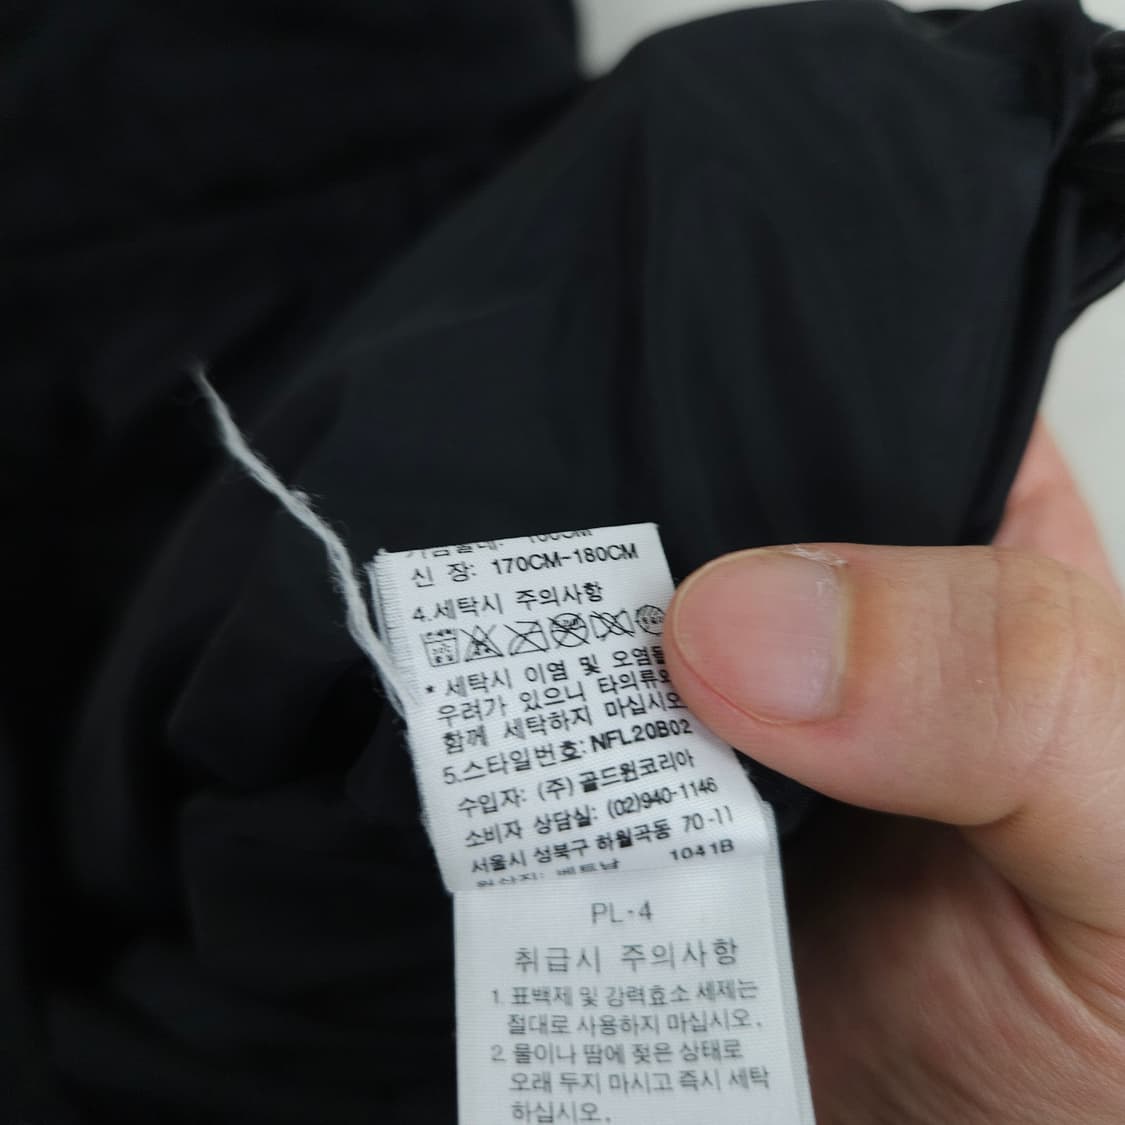 신 장: 170CM-180CM
4.세탁시 주의사항
* 세탁시 이염 및 오염될
우려가 있으니 타의류와
함께 세탁하지 마십시오
5.스타일번호: NFL20B02
수입자: (주) 골드원코리아
소비자 상담실: (02)940-1146
서울시 성북구 하월곡동 70-11
1041B
PL-4
취급시 주의사항
1. 표백제 및 강력효소 세제는
절대로 사용하지 마십시오.
2. 물이나 땀에 젖은 상태로
오래 두지 마시고 즉시 세탁
하십시오.